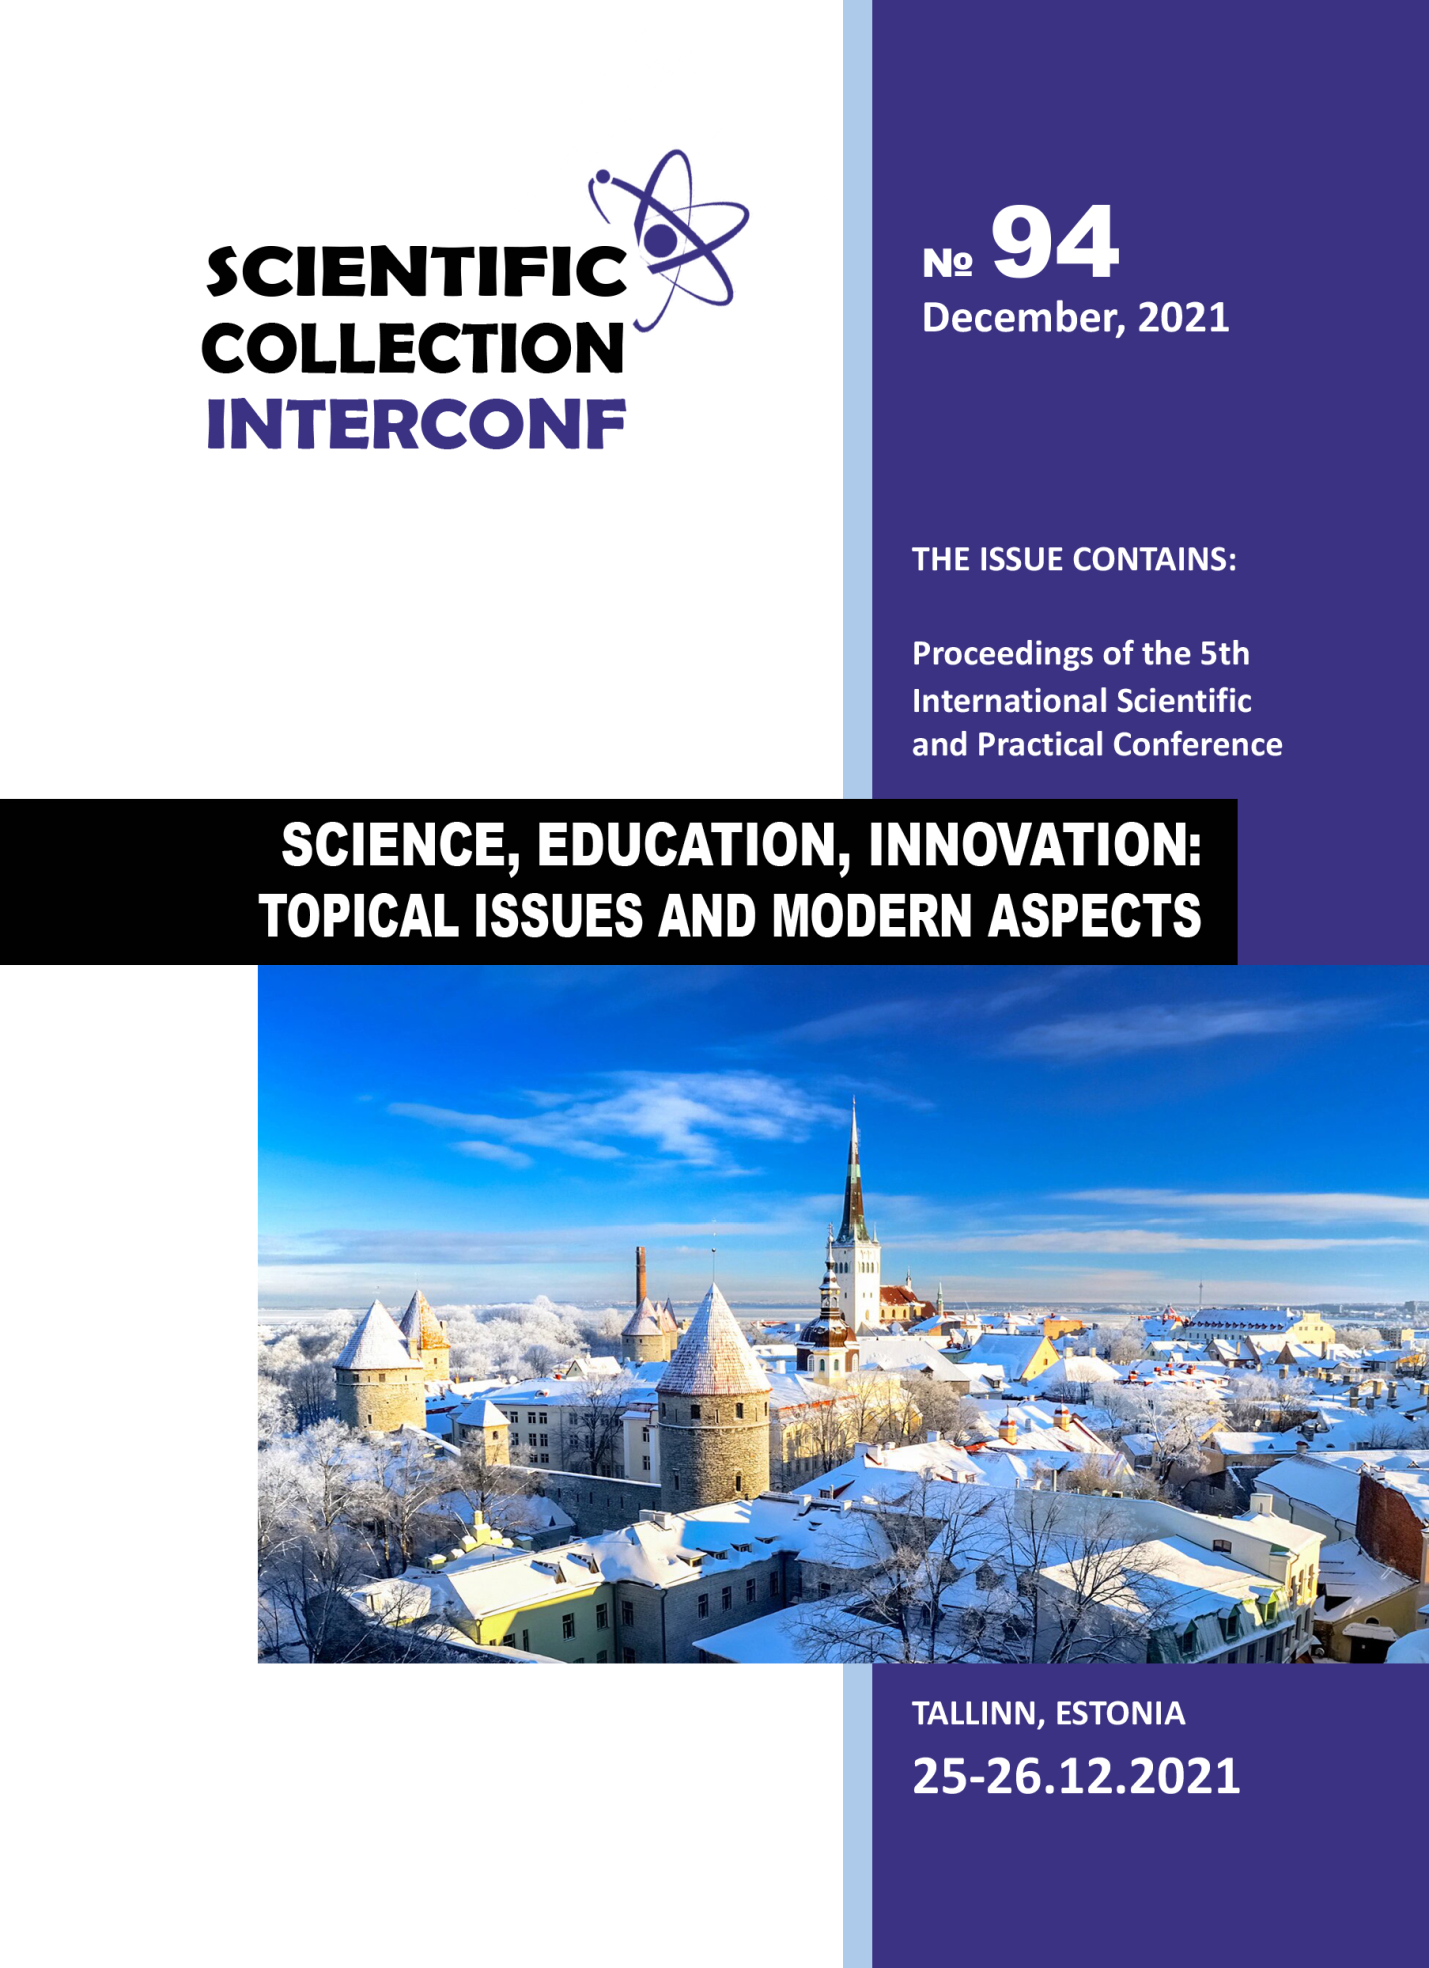 SCIENTIFIC
COLLECTION
INTERCONF
№ 94
December, 2021
THE ISSUE CONTAINS:
Proceedings of the 5th
International Scientific
and Practical Conference
SCIENCE, EDUCATION, INNOVATION:
TOPICAL ISSUES AND MODERN ASPECTS
TALLINN, ESTONIA
25-26.12.2021